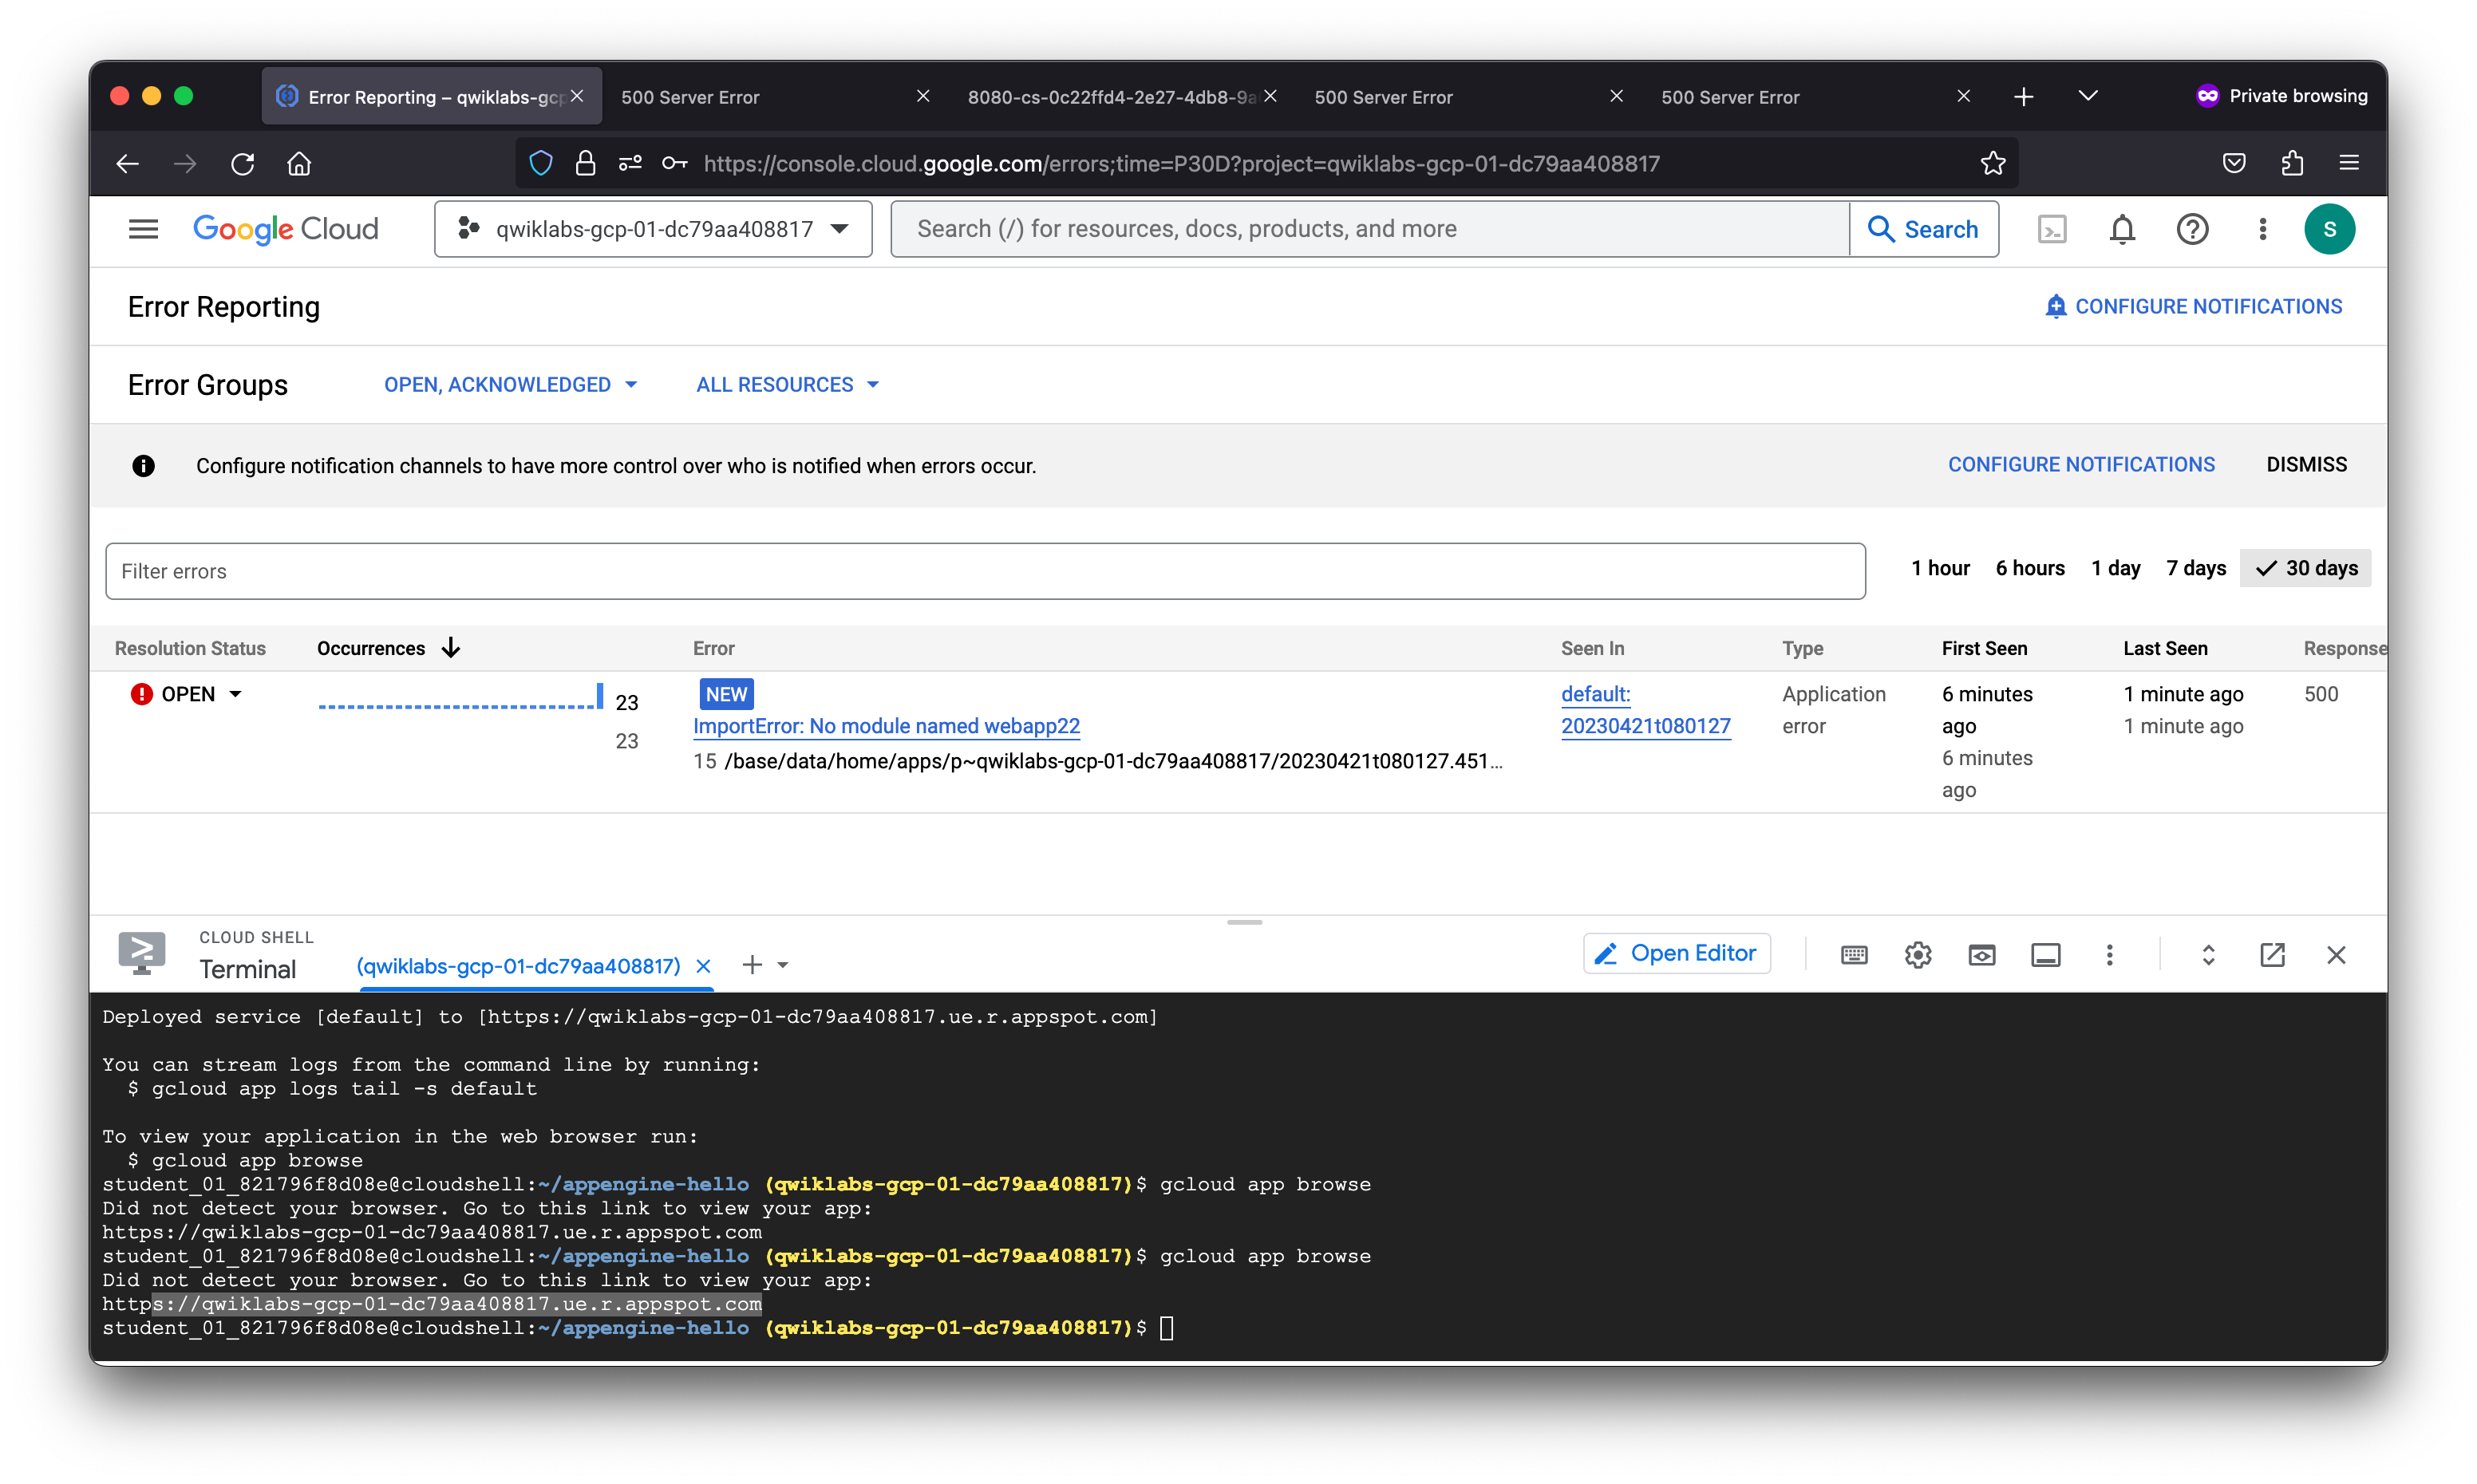 Error Reporting – qwiklabs-gcp
500 Server Error
8080-cs-0c22ffd4-2e27-4db8-9a
500 Server Error
500 Server Error
Private browsing
https://console.cloud.google.com/errors;time=P30D?project=qwiklabs-gcp-01-dc79aa408817
Google Cloud
qwiklabs-gcp-01-dc79aa408817
Search (/) for resources, docs, products, and more
Search
S
Error Reporting
CONFIGURE NOTIFICATIONS
Error Groups
OPEN, ACKNOWLEDGED
ALL RESOURCES
Configure notification channels to have more control over who is notified when errors occur.
CONFIGURE NOTIFICATIONS
DISMISS
Filter errors
1 hour
6 hours
1 day
7 days
30 days
Resolution Status
Occurrences
Error
Seen In
Type
First Seen
Last Seen
Response
OPEN
23
23
NEW
ImportError: No module named webapp22
15 /base/data/home/apps/p~qwiklabs-gcp-01-dc79aa408817/20230421t080127.451...
default:
20230421t080127
Application
error
6 minutes
ago
6 minutes
ago
1 minute ago
1 minute ago
500
CLOUD SHELL
Terminal
(qwiklabs-gcp-01-dc79aa408817)
Open Editor
Deployed service [default] to [https://qwiklabs-gcp-01-dc79aa408817.ue.r.appspot.com]
You can stream logs from the command line by running:
$ gcloud app logs tail -s default
To view your application in the web browser run:
$ gcloud app browse
student_01_821796f8d08e@cloudshell:~/appengine-hello (qwiklabs-gcp-01-dc79aa408817)$ gcloud app browse
Did not detect your browser. Go to this link to view your app:
https://qwiklabs-gcp-01-dc79aa408817.ue.r.appspot.com
student_01_821796f8d08e@cloudshell:~/appengine-hello (qwiklabs-gcp-01-dc79aa408817)$ gcloud app browse
Did not detect your browser. Go to this link to view your app:
https://qwiklabs-gcp-01-dc79aa408817.ue.r.appspot.com
student_01_821796f8d08e@cloudshell:~/appengine-hello (qwiklabs-gcp-01-dc79aa408817)$